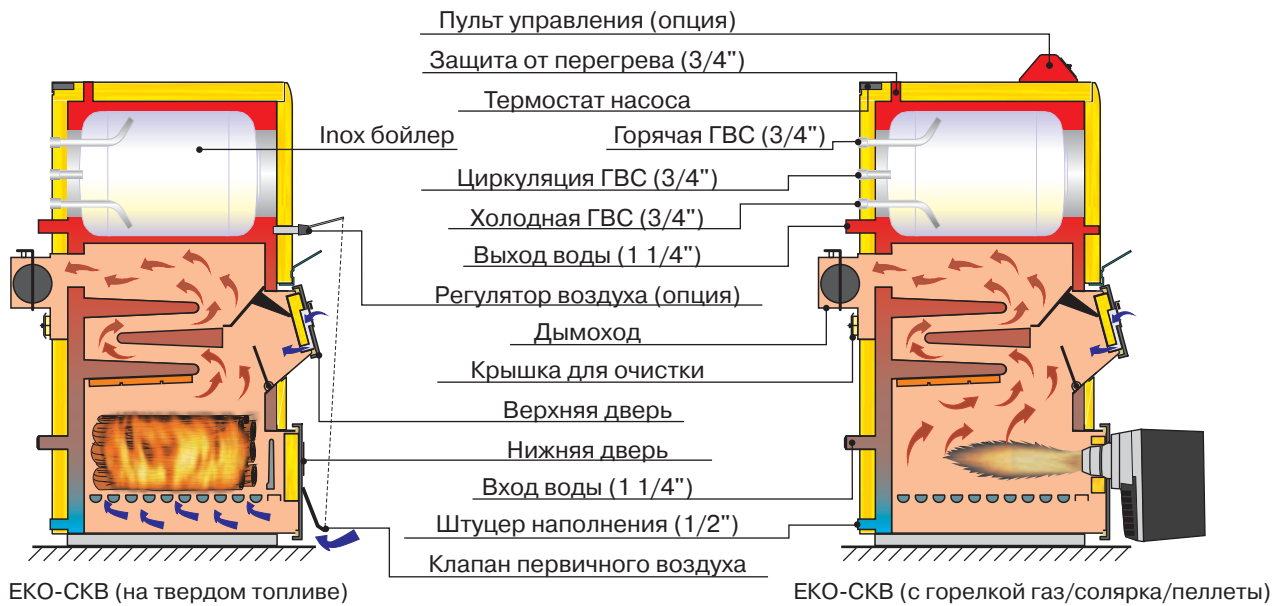 Пульт управления (опция)
Защита от перегрева (3/4")
Термостат насоса
Inox бойлер
Горячая ГВС (3/4")
Циркуляция ГВС (3/4")
Холодная ГВС (3/4")
Выход воды (1 1/4")
Регулятор воздуха (опция)
Дымоход
Крышка для очистки
Верхняя дверь
Нижняя дверь
Вход воды (1 1/4")
Штуцер наполнения (1/2")
Клапан первичного воздуха
ЕКО-СКВ (на твердом топливе)
ЕКО-СКВ (с горелкой газ/солярка/пеллеты)